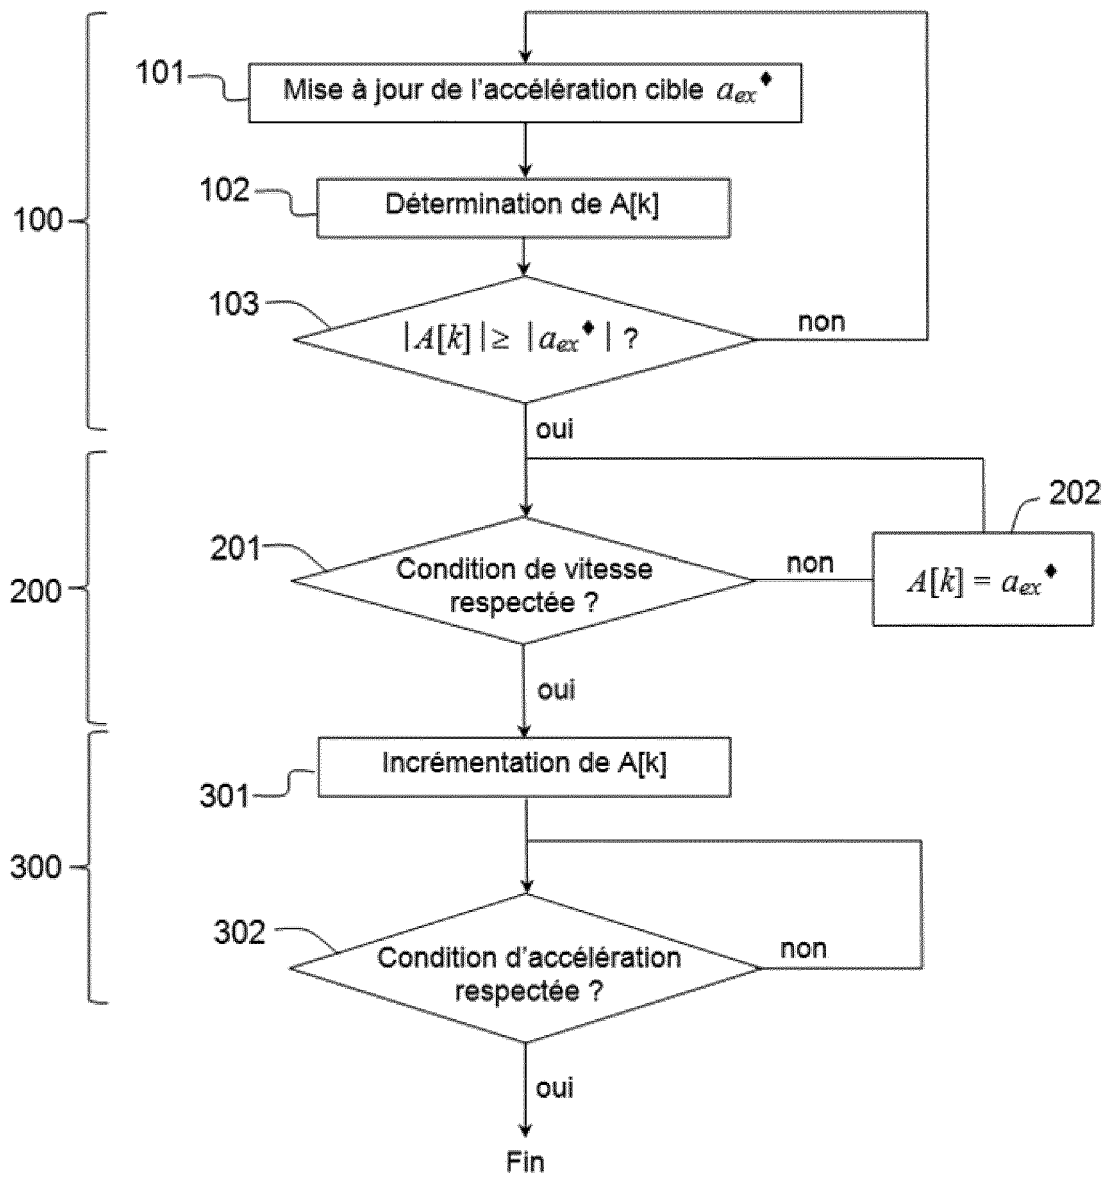 101
Mise à jour de l'accélération cible a_ex♦
102
Détermination de A[k]
100
103
|A[k]| ≥ |a_ex♦| ?
non
oui
202
201
Condition de vitesse
respectée ?
non
A[k] = a_ex♦
200
oui
Incrémentation de A[k]
301
300
302
Condition d'accélération
respectée ?
non
oui
Fin